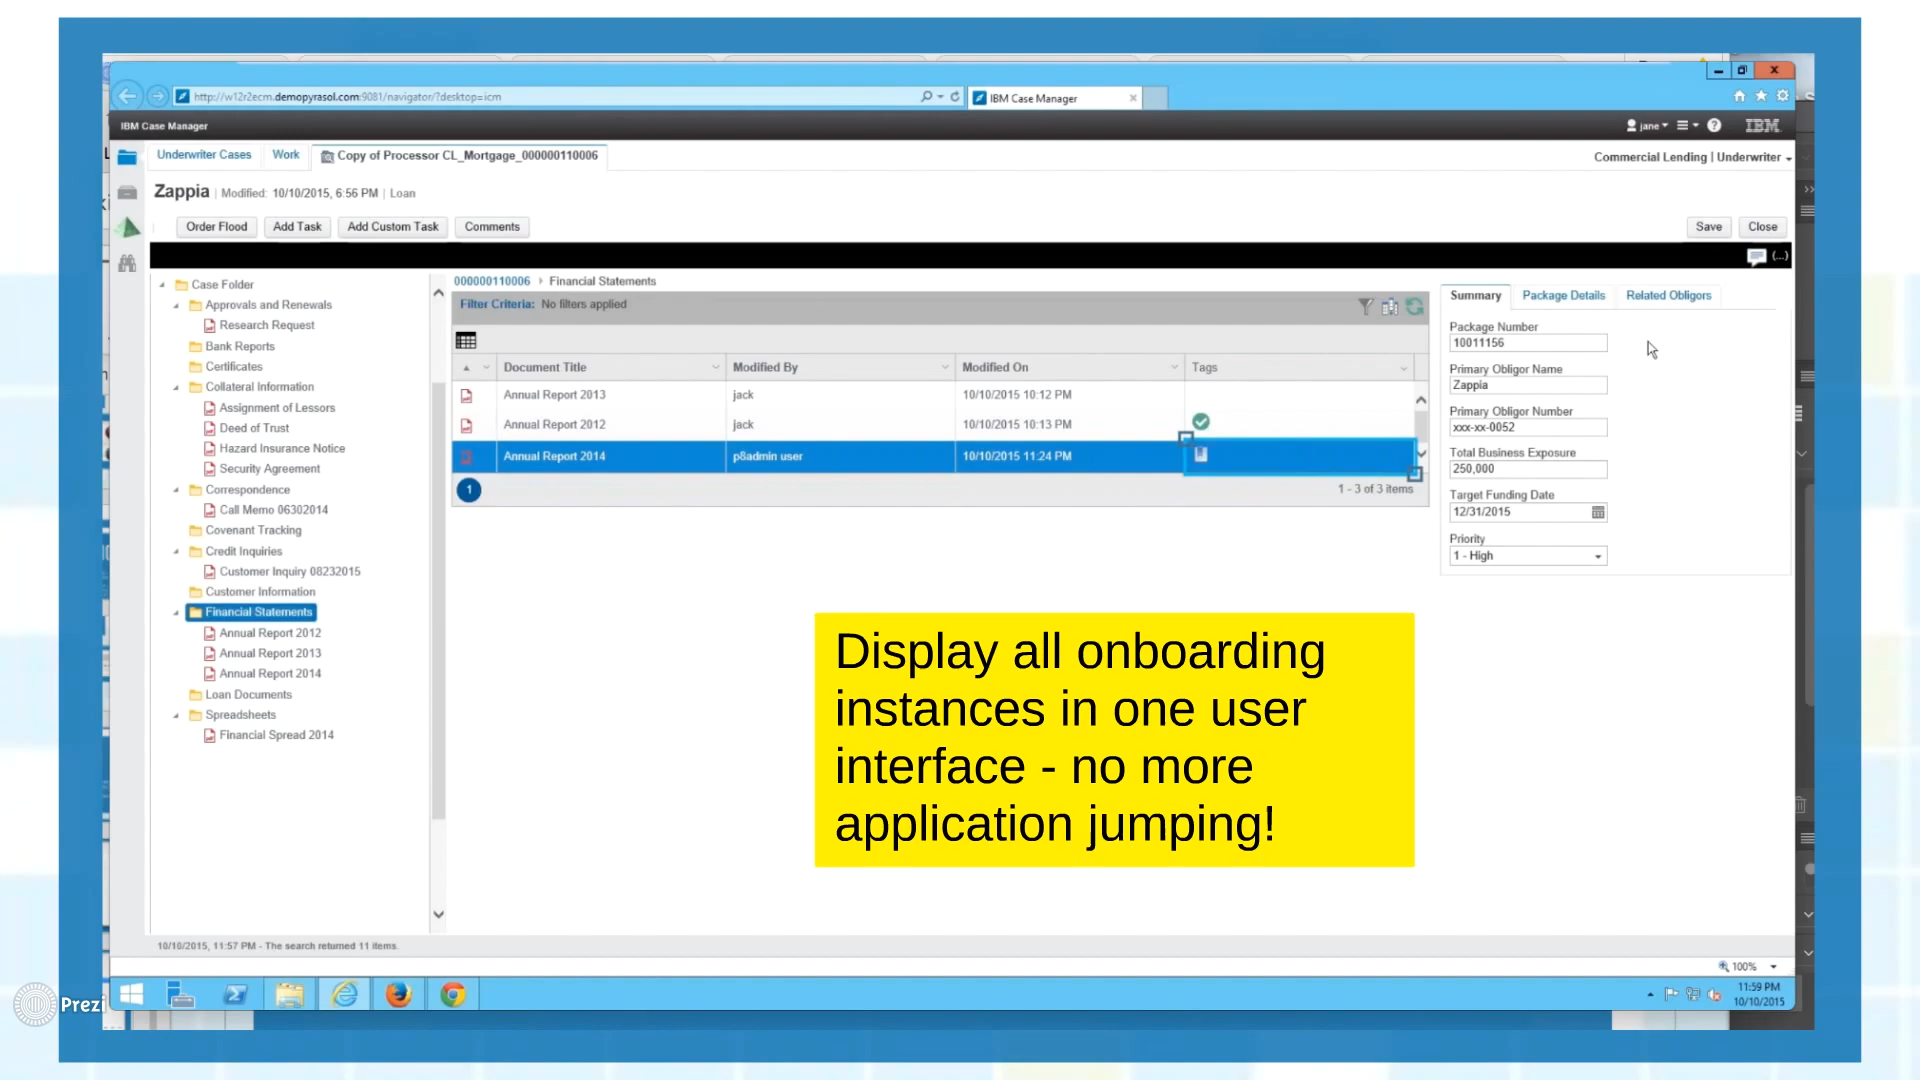 http://w12r2ecm.demopyrasol.com:9081/navigator/?desktop=icm
IBM Case Manager
IBM Case Manager
jane
IBM
Underwriter Cases Work Copy of Processor CL_Mortgage_000000110006
Commercial Lending | Underwriter
Zappia | Modified: 10/10/2015, 6:56 PM | Loan
Order Flood Add Task Add Custom Task Comments Save Close
(...)
Case Folder
Approvals and Renewals
Research Request
Bank Reports
Certificates
Collateral Information
Assignment of Lessors
Deed of Trust
Hazard Insurance Notice
Security Agreement
Correspondence
Call Memo 06302014
Covenant Tracking
Credit Inquiries
Customer Inquiry 08232015
Customer Information
Financial Statements
Annual Report 2012
Annual Report 2013
Annual Report 2014
Loan Documents
Spreadsheets
Financial Spread 2014
000000110006 Financial Statements
Filter Criteria: No filters applied
Document Title Modified By Modified On Tags
Annual Report 2013 jack 10/10/2015 10:12 PM
Annual Report 2012 jack 10/10/2015 10:13 PM
Annual Report 2014 p8admin user 10/10/2015 11:24 PM
1
1 - 3 of 3 items
Summary Package Details Related Obligors
Package Number
10011156
Primary Obligor Name
Zappia
Primary Obligor Number
xxx-xx-0052
Total Business Exposure
250,000
Target Funding Date
12/31/2015
Priority
1 - High
Display all onboarding
instances in one user
interface - no more
application jumping!
10/10/2015, 11:57 PM - The search returned 11 items.
100%
11:59 PM
10/10/2015
Prezi